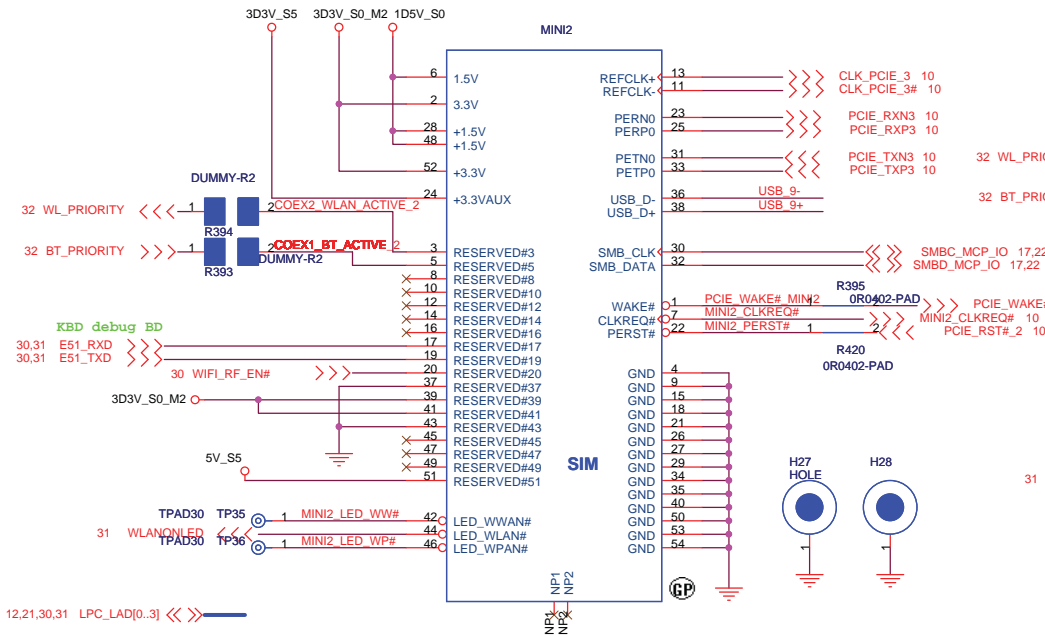 3D3V_S5 3D3V_S0_M2 1D5V_S0
MINI2
6 1.5V REFCLK+ 13 CLK_PCIE_3 10
REFCLK- 11 CLK_PCIE_3# 10
2 3.3V
PERN0 23 PCIE_RXN3 10
28 +1.5V PERP0 25 PCIE_RXP3 10
48 +1.5V
PETN0 31 PCIE_TXN3 10
52 +3.3V PETP0 33 PCIE_TXP3 10
DUMMY-R2
24 +3.3VAUX USB_D- 36 USB_9-
USB_D+ 38 USB_9+
32 WL_PRIORITY 1 2 COEX2_WLAN_ACTIVE_2
R394
32 BT_PRIORITY 1 2 COEX1_BT_ACTIVE_2
R393 DUMMY-R2
3 RESERVED#3 SMB_CLK 30 SMBC_MCP_IO 17,22
5 RESERVED#5 SMB_DATA 32 SMBD_MCP_IO 17,22
8 RESERVED#8
10 RESERVED#10 R395
0R0402-PAD
12 RESERVED#12 WAKE# 1 PCIE_WAKE#_MINI2 1 2 PCIE_WAKE#
14 RESERVED#14 CLKREQ# 7 MINI2_CLKREQ# MINI2_CLKREQ# 10
16 RESERVED#16 PERST# 22 MINI2_PERST# 1 2 PCIE_RST#_2 10
R420
0R0402-PAD
KBD debug BD
30,31 E51_RXD 17 RESERVED#17
30,31 E51_TXD 19 RESERVED#19
30 WIFI_RF_EN# 20 RESERVED#20 GND 4
37 RESERVED#37 GND 9
3D3V_S0_M2 39 RESERVED#39 GND 15
41 RESERVED#41 GND 18
43 RESERVED#43 GND 21
45 RESERVED#45 GND 26
47 RESERVED#47 GND 27
49 RESERVED#49 GND 29
5V_S5 51 RESERVED#51 GND 34
SIM
GND 35
GND 40
TPAD30 TP35 1 MINI2_LED_WW# 42 LED_WWAN# GND 50
31 WLANONLED 44 LED_WLAN# GND 53
TPAD30 TP36 1 MINI2_LED_WP# 46 LED_WPAN# GND 54
H27
HOLE
1
H28
1
31
32 WL_PRI
32 BT_PRI
NP1 NP2
NP1 NP2
GP
12,21,30,31 LPC_LAD[0..3]